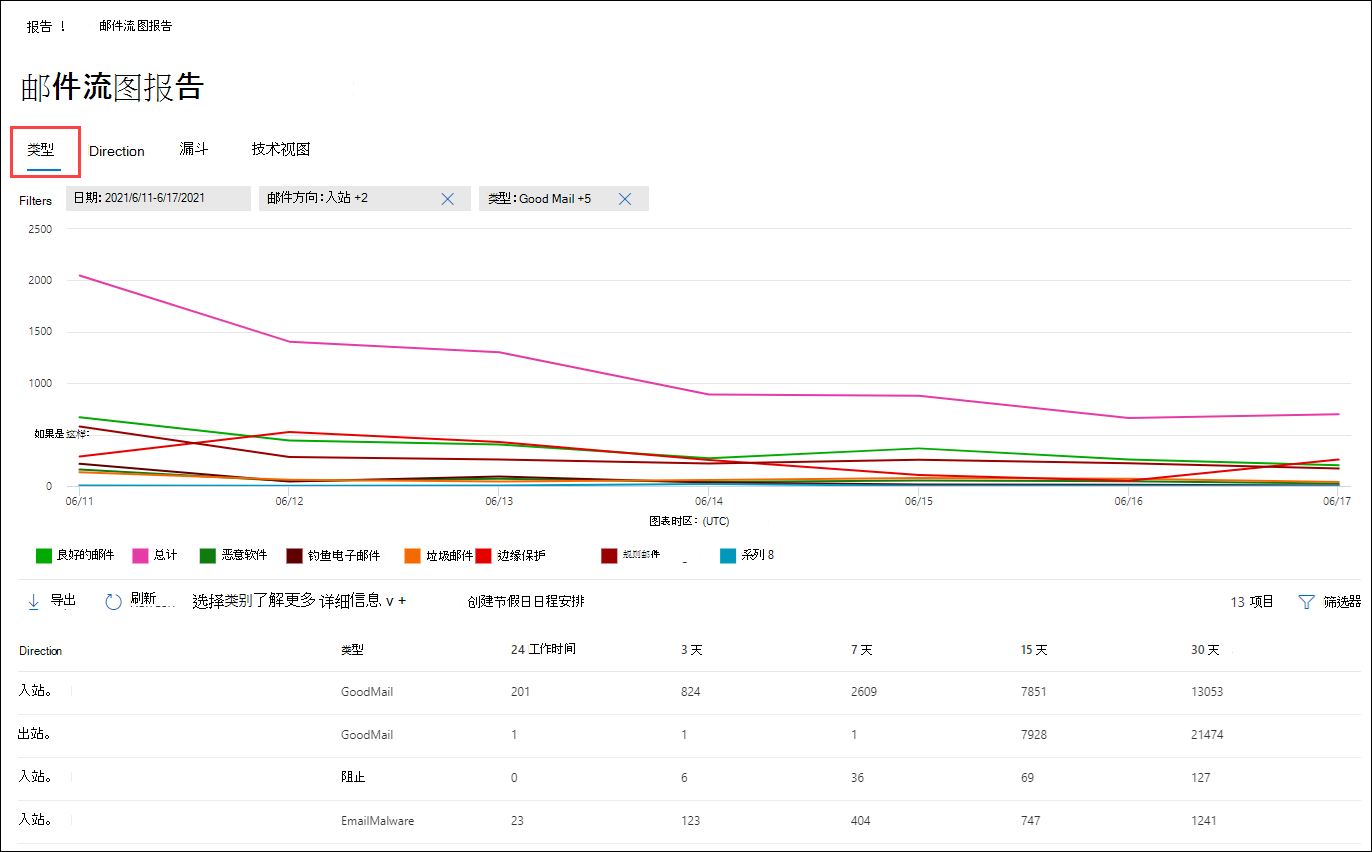 报告 ! 邮件流图报告
邮件流图报告
类型 Direction 漏斗 技术视图
Filters 日期: 2021/6/11-6/17/2021 邮件方向:入站 +2 类型:Good Mail +5
2500
2000
1500
1000
如果是这样:
0
06/11 06/12 06/13 06/14 06/15 06/16 06/17
图表时区: (UTC)
良好的邮件 总计 恶意软件 钓鱼电子邮件 垃圾邮件 边缘保护 规则邮件 系列 8
导出 刷新 选择类别了解更多 详细信息 v + 创建节假日日程安排 13 项目 筛选器
Direction 类型 24 工作时间 3 天 7 天 15 天 30 天
入站。 GoodMail 201 824 2609 7851 13053
出站。 GoodMail 1 1 1 7928 21474
入站。 阻止 0 6 36 69 127
入站。 EmailMalware 23 123 404 747 1241